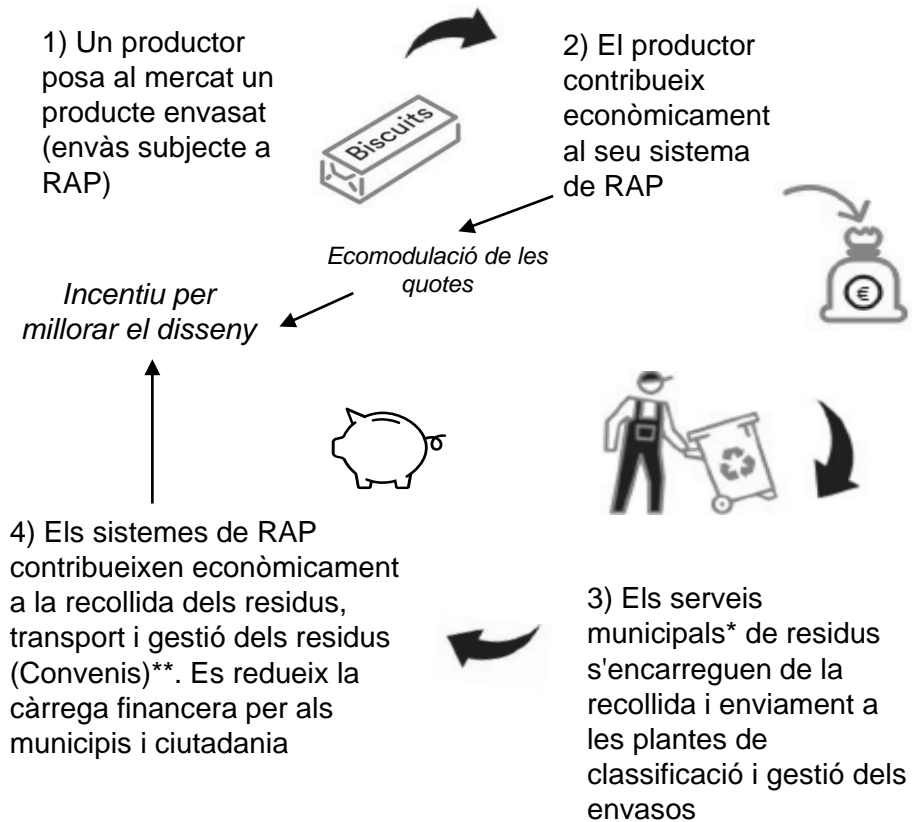 1) Un productor
posa al mercat un
producte envasat
(envàs subjecte a
RAP)
Biscuits
2) El productor
contribueix
econòmicament
al seu sistema
de RAP
€
Ecomodulació de les
quotes
Incentiu per
millorar el disseny
4) Els sistemes de RAP
contribueixen econòmicament
a la recollida dels residus,
transport i gestió dels residus
(Convenis)**. Es redueix la
càrrega financera per als
municipis i ciutadania
3) Els serveis
municipals* de residus
s'encarreguen de la
recollida i enviament a
les plantes de
classificació i gestió dels
envasos